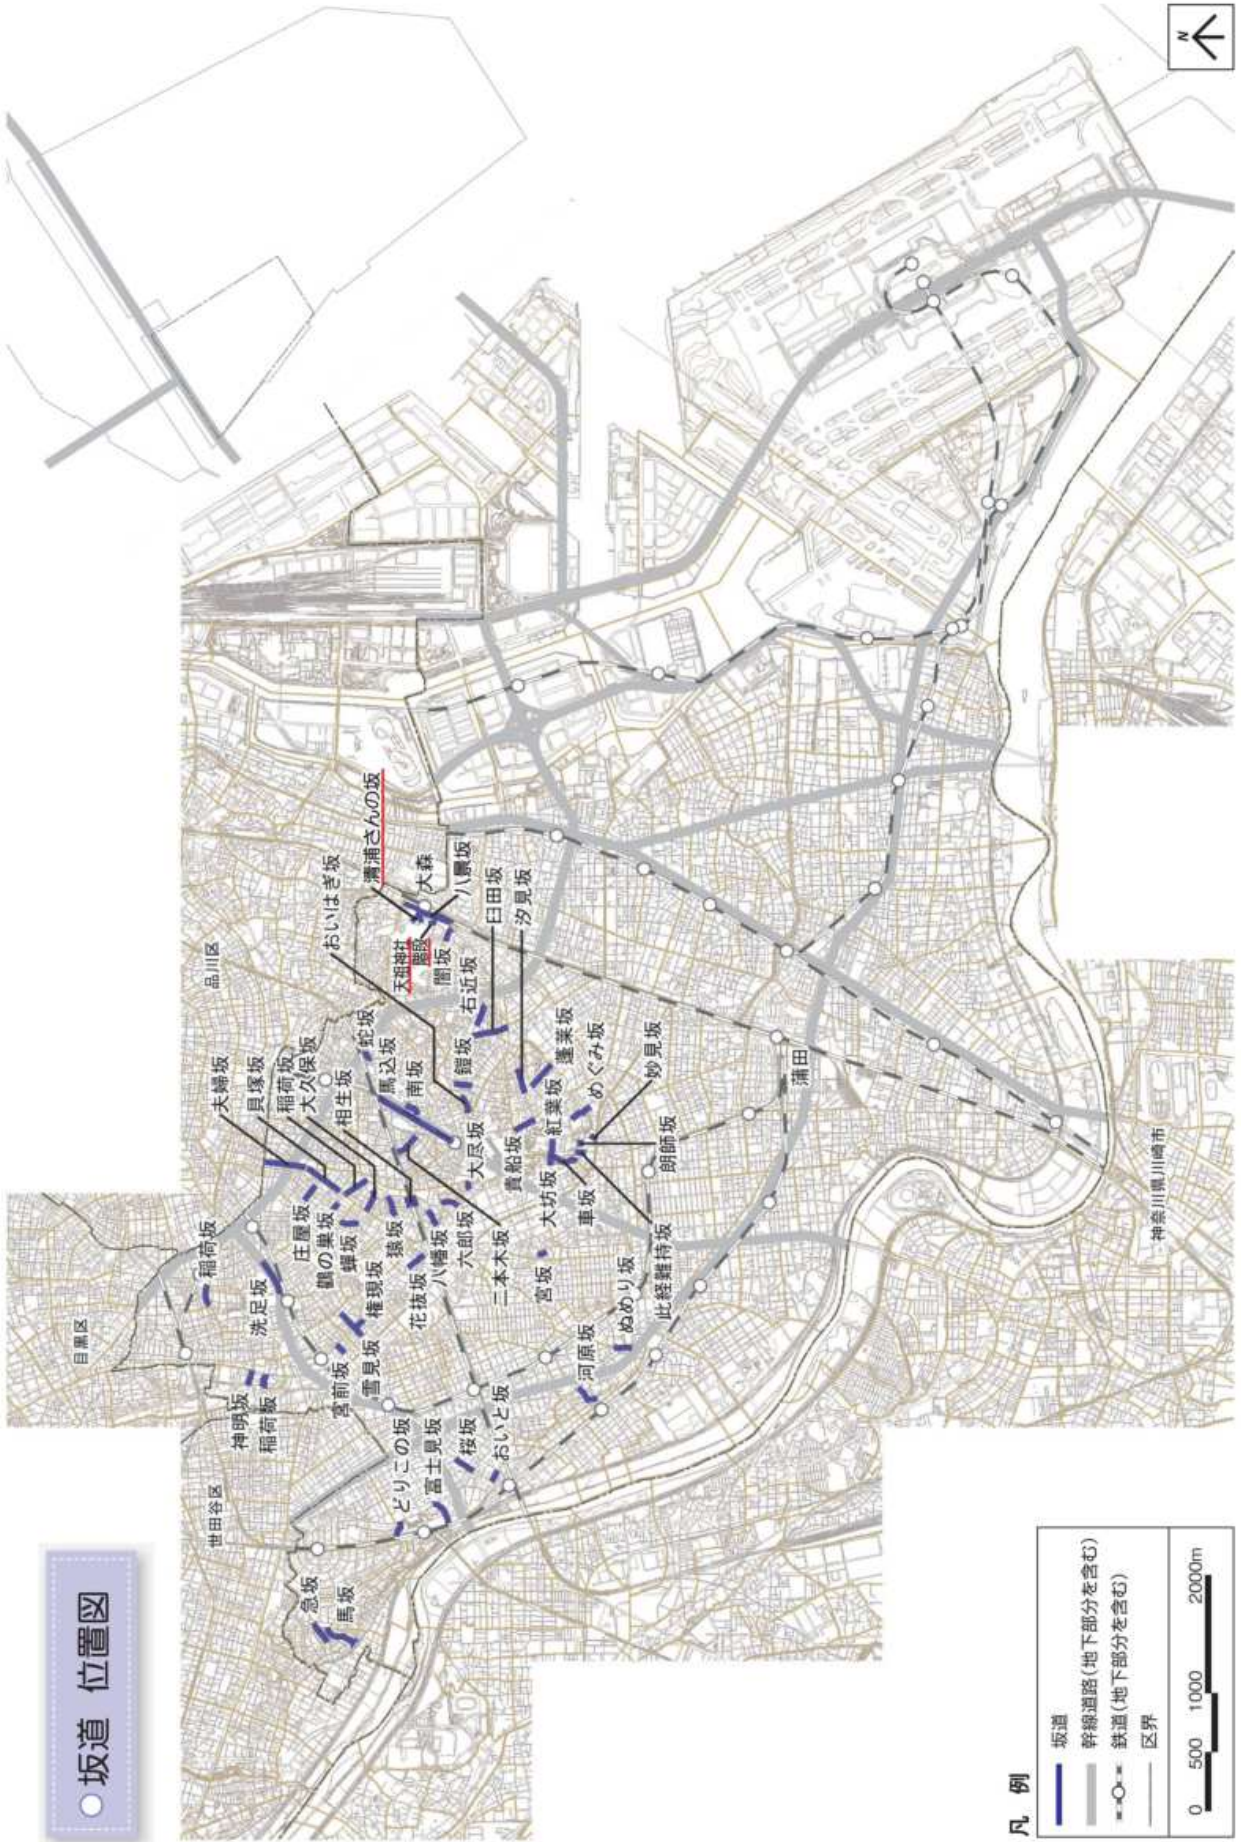 坂道 位置図
N
世田谷区
目黒区
品川区
神奈川県川崎市
大森
蒲田
急坂
馬坂
神明坂
稲荷坂
稲荷坂
洗足坂
宮前坂
雪見坂
どりこの坂
富士見坂
桜坂
おいと坂
夫婦坂
貝塚坂
稲荷坂
大久保坂
相生坂
庄屋坂
鸛の巣坂
蝉坂
猿坂
権現坂
花抜坂
八幡坂
六郎坂
二本木坂
大尽坂
蛇坂
馬込坂
南坂
鐙坂
おいはぎ坂
清浦さんの坂
天祖神社
階段
八景坂
闇坂
右近坂
臼田坂
汐見坂
蓬莱坂
めぐみ坂
妙見坂
貴船坂
紅葉坂
大坊坂
車坂
朗師坂
此経難持坂
宮坂
ぬめり坂
河原坂
凡 例
坂道
幹線道路(地下部分を含む)
鉄道(地下部分を含む)
区界
0 500 1000 2000m